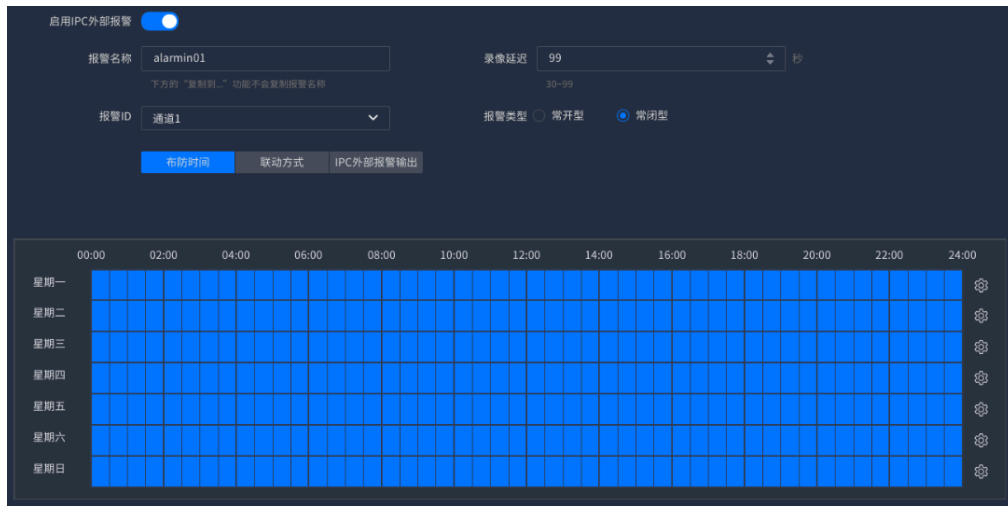 启用IPC外部报警
报警名称 alarmin01 录像延迟 99 秒
下方的“复制到...”功能不会复制报警名称 30~99
报警ID 通道1 报警类型 常开型 常闭型
布防时间 联动方式 IPC外部报警输出
00:00 02:00 04:00 06:00 08:00 10:00 12:00 14:00 16:00 18:00 20:00 22:00 24:00
星期一
星期二
星期三
星期四
星期五
星期六
星期日